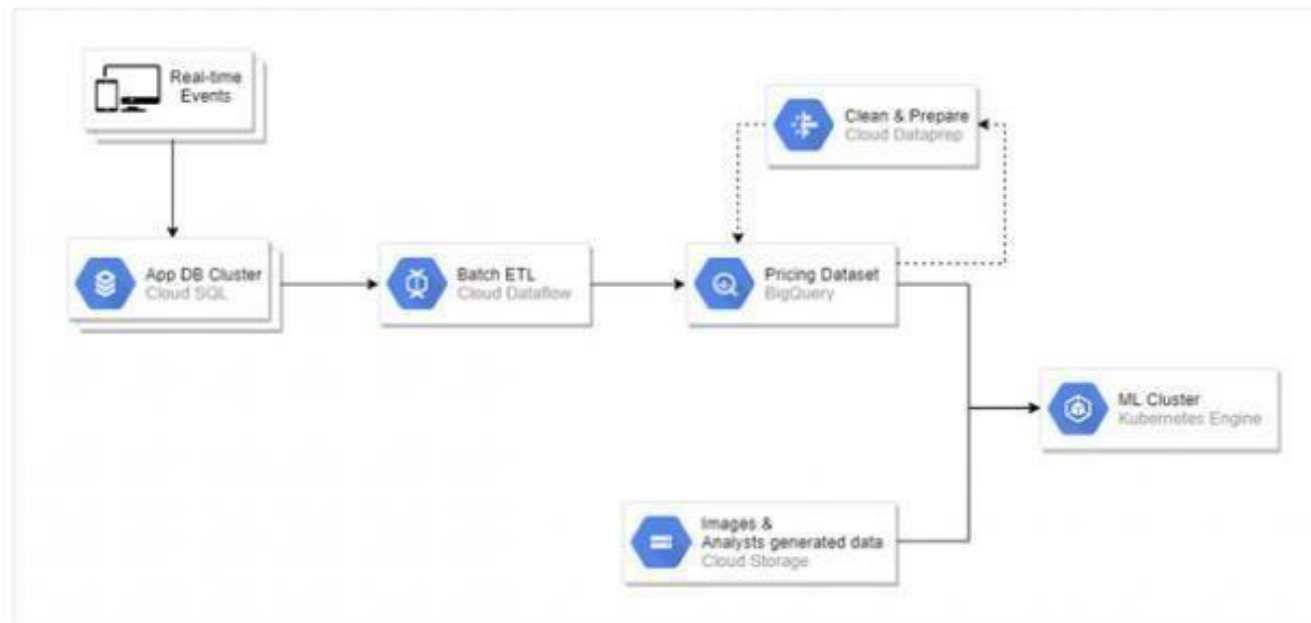 Real-time
Events
Clean & Prepare
Cloud Dataprep
App DB Cluster
Cloud SQL
Batch ETL
Cloud Dataflow
Pricing Dataset
BigQuery
ML Cluster
Kubernetes Engine
Images &
Analysts generated data
Cloud Storage